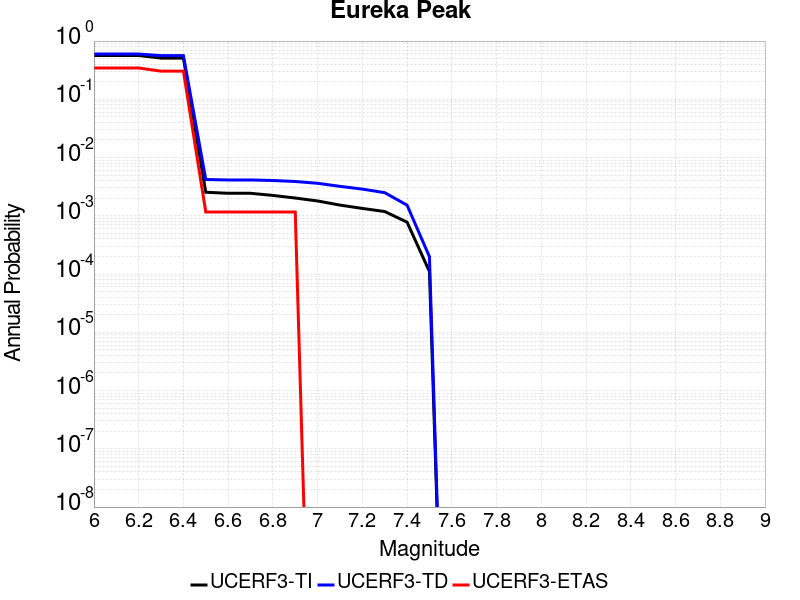 Eureka Peak
10^0
10^-1
10^-2
10^-3
10^-4
10^-5
10^-6
10^-7
10^-8
Annual Probability
6 6.2 6.4 6.6 6.8 7 7.2 7.4 7.6 7.8 8 8.2 8.4 8.6 8.8 9
Magnitude
UCERF3-TI UCERF3-TD UCERF3-ETAS